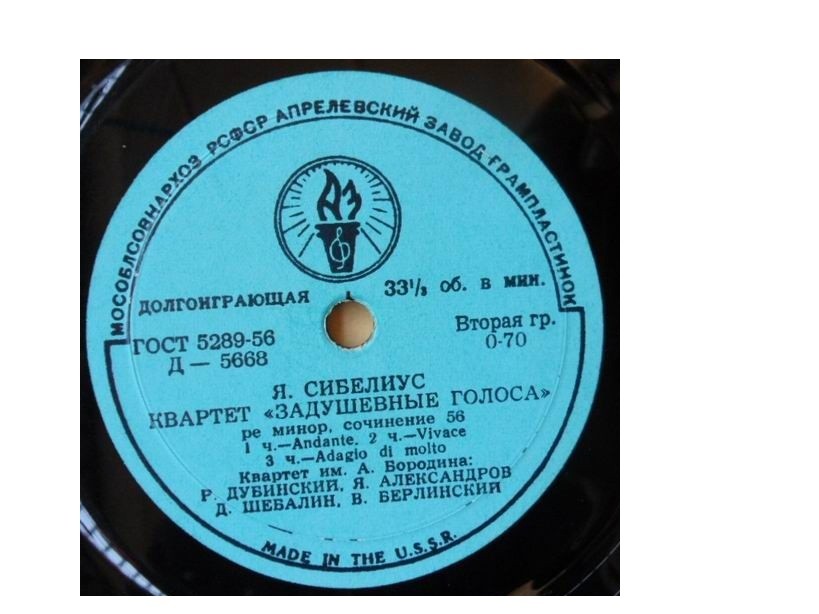 МОСОБЛСОВНАРХОЗ РСФСР АПРЕЛЕВСКИЙ ЗАВОД ГРАМПЛАСТИНОК
АЗ
ДОЛГОИГРАЮЩАЯ 33⅓ об. в мин.
ГОСТ 5289-56 Вторая гр.
Д — 5668 0-70
Я. СИБЕЛИУС
КВАРТЕТ «ЗАДУШЕВНЫЕ ГОЛОСА»
ре минор, сочинение 56
1 ч.—Andante. 2 ч.—Vivace
3 ч.—Adagio di molto
Квартет им. А. Бородина:
Р. ДУБИНСКИЙ, Я. АЛЕКСАНДРОВ
Д. ШЕБАЛИН, В. БЕРЛИНСКИЙ
MADE IN THE U.S.S.R.